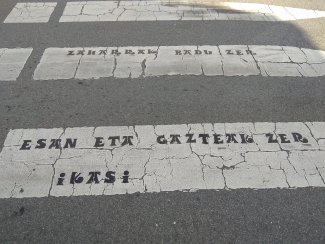 ZAHARRAK BADU ZER
ESAN ETA GAZTEAK ZER
iKASi